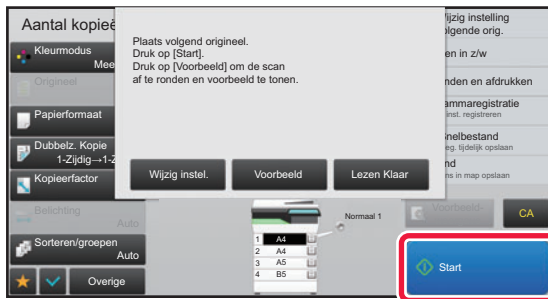 Aantal kopieë
Kleurmodus
Mee
Origineel
Papierformaat
Dubbelz. Kopie
1-Zijdig→1-Z
Kopieerfactor
Belichting
Auto
Sorteren/groepen
Auto
Overige
Plaats volgend origineel.
Druk op [Start].
Druk op [Voorbeeld] om de scan
af te ronden en voorbeeld te tonen.
Wijzig instel.
Voorbeeld
Lezen Klaar
Normaal 1
1 A4
2 A4
3 A5
4 B5
ijzig instelling
olgende orig.
en in z/w
nden en afdrukken
ammaregistratie
inst. registreren
nelbestand
eg. tijdelijk opslaan
nd
ns in map opslaan
Voorbeeld-
CA
Start